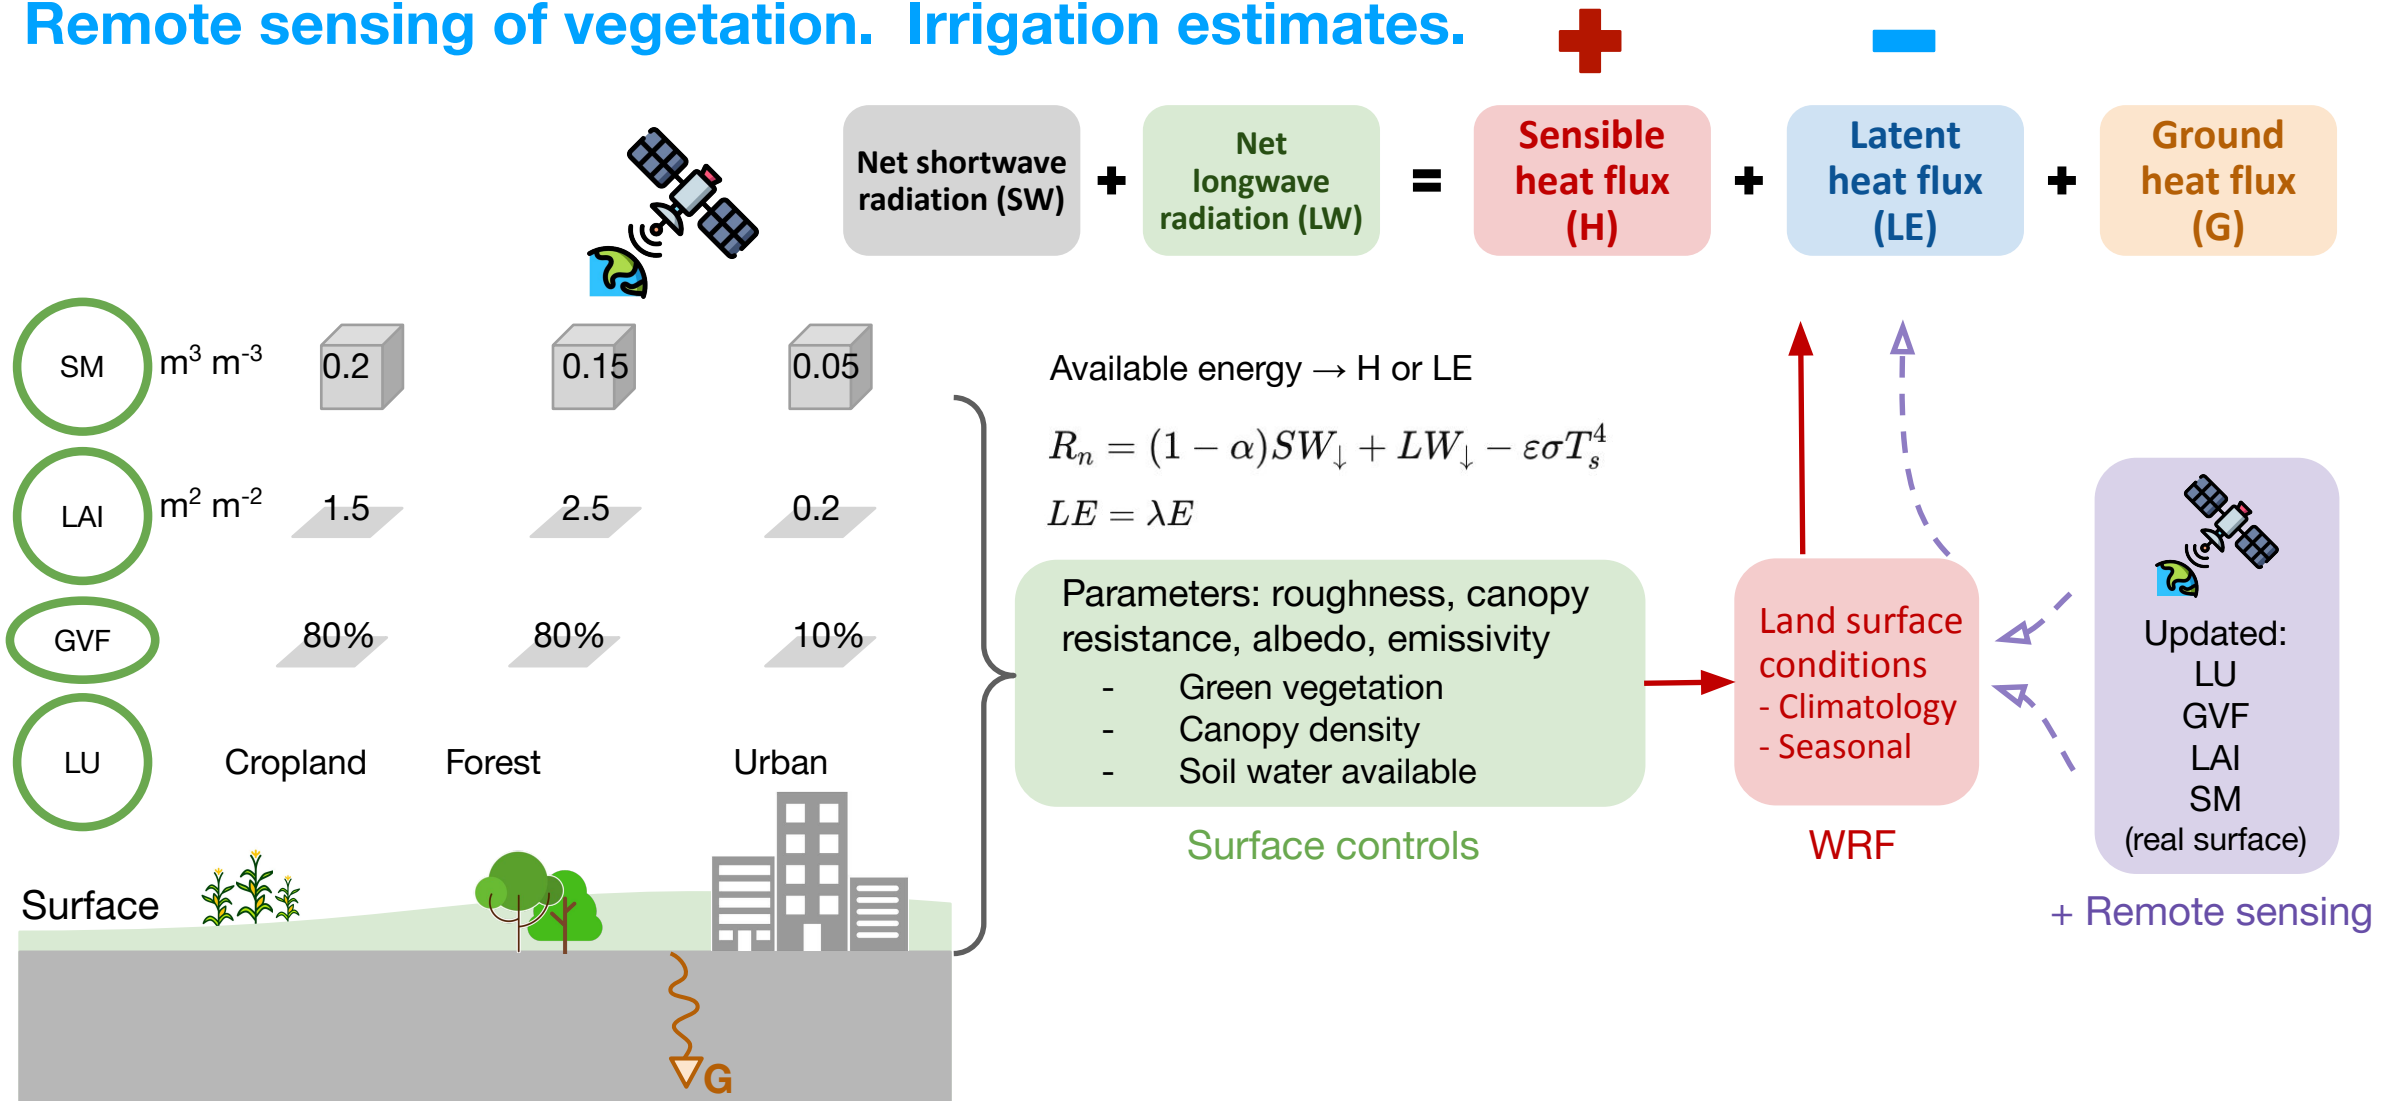 Remote sensing of vegetation.  Irrigation estimates.
Net shortwave
radiation (SW)
+
Net
longwave
radiation (LW)
=
Sensible
heat flux
(H)
+
Latent
heat flux
(LE)
+
Ground
heat flux
(G)
SM
m³ m⁻³
0.2
0.15
0.05
LAI
m² m⁻²
1.5
2.5
0.2
GVF
80%
80%
10%
LU
Cropland
Forest
Urban
Surface
G
Available energy → H or LE
Rₙ = (1 − α)SW↓ + LW↓ − εσTₛ⁴
LE = λE
Parameters: roughness, canopy
resistance, albedo, emissivity
- Green vegetation
- Canopy density
- Soil water available
Surface controls
Land surface
conditions
- Climatology
- Seasonal
WRF
Updated:
LU
GVF
LAI
SM
(real surface)
+ Remote sensing